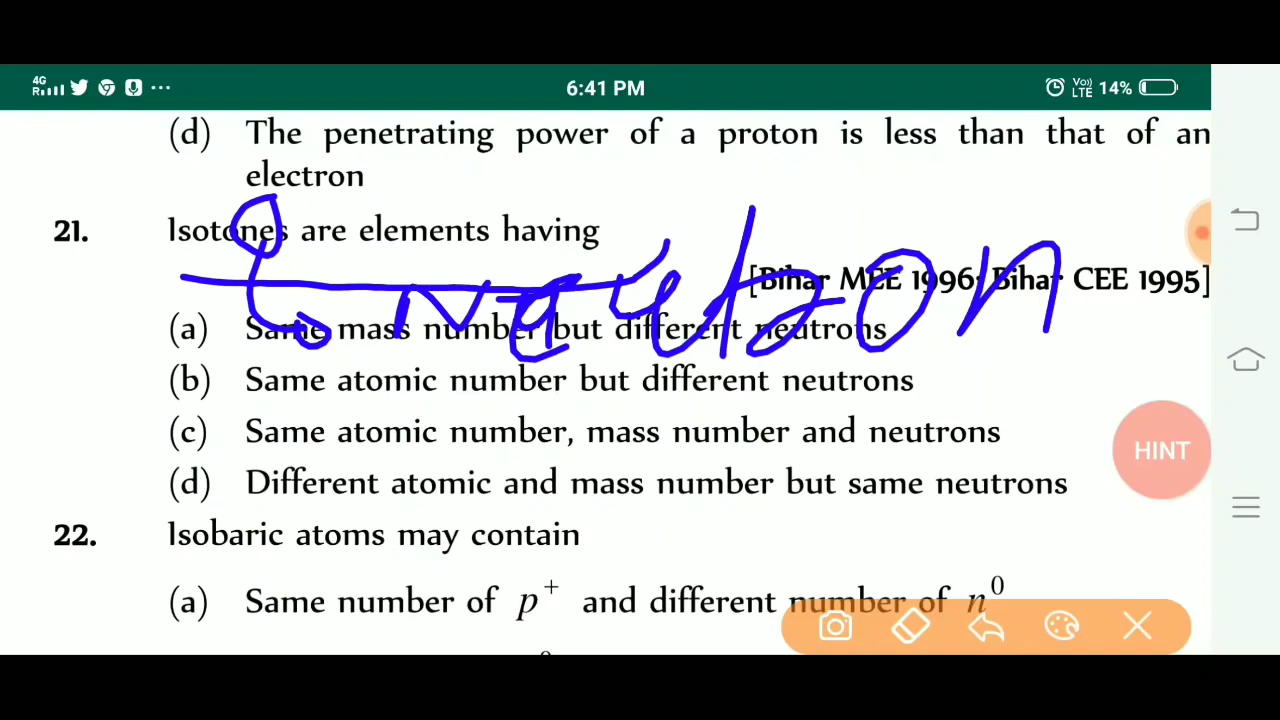 4G
R
6:41 PM
Vo))
LTE
14%
(d) The penetrating power of a proton is less than that of an
electron
21. Isotones are elements having
[Bihar MEE 1996; Bihar CEE 1995]
(a) Same mass number but different neutrons
(b) Same atomic number but different neutrons
(c) Same atomic number, mass number and neutrons
HINT
(d) Different atomic and mass number but same neutrons
22. Isobaric atoms may contain
(a) Same number of p⁺ and different number of n⁰